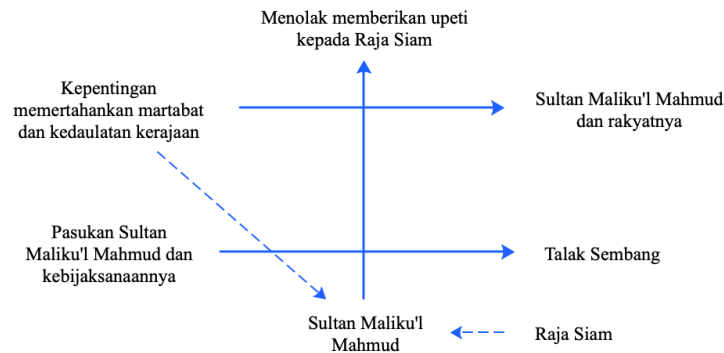 Menolak memberikan upeti
kepada Raja Siam
Kepentingan
memertahankan martabat
dan kedaulatan kerajaan
Sultan Maliku'l Mahmud
dan rakyatnya
Pasukan Sultan
Maliku'l Mahmud dan
kebijaksanaannya
Talak Sembang
Sultan Maliku'l
Mahmud
Raja Siam